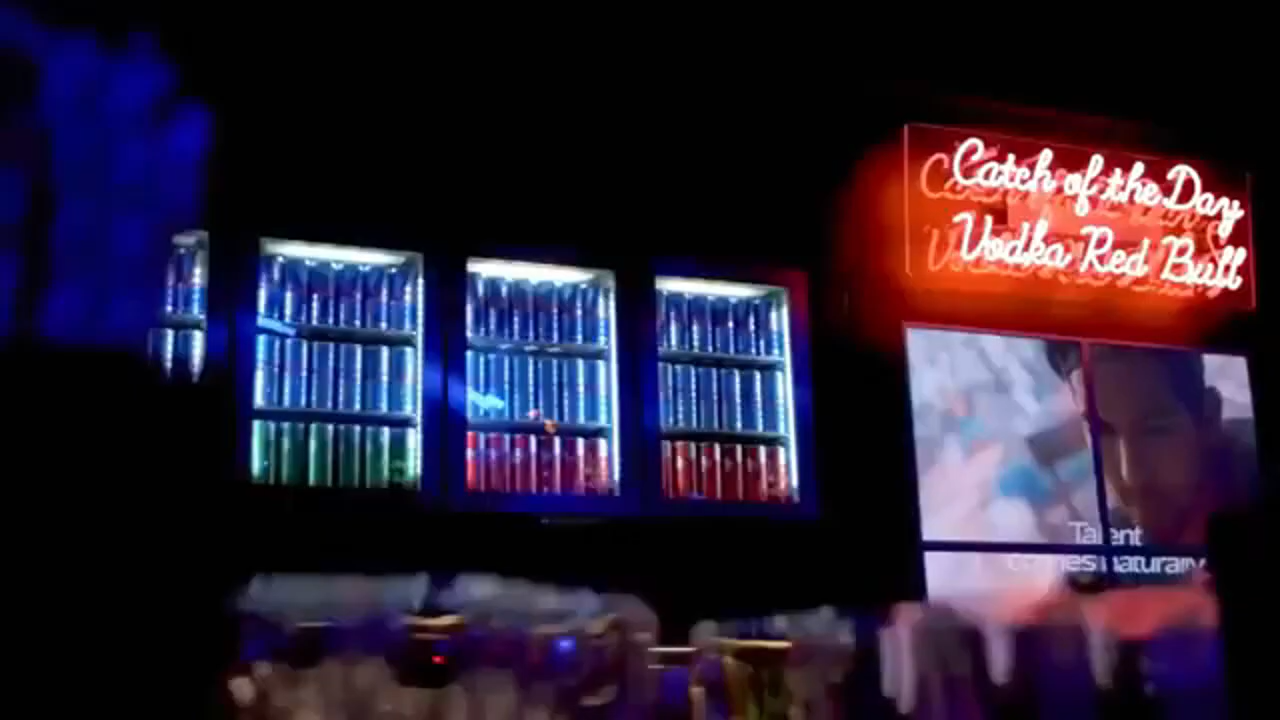 Catch of the Day
Vodka Red Bull
Talent
comes naturally